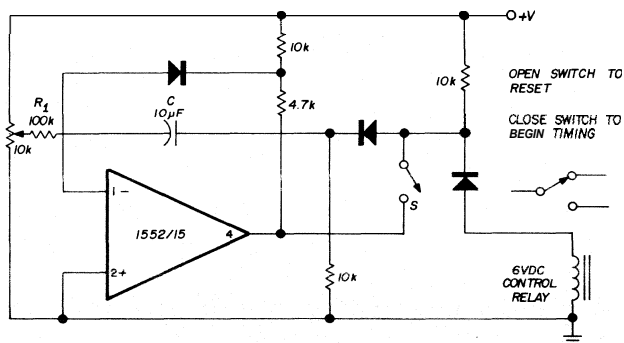 +V
10k
10k
OPEN SWITCH TO
RESET
R1
100k
C
10μF
4.7k
CLOSE SWITCH TO
BEGIN TIMING
10k
1-
S
1552/15
4
2+
10k
6VDC
CONTROL
RELAY